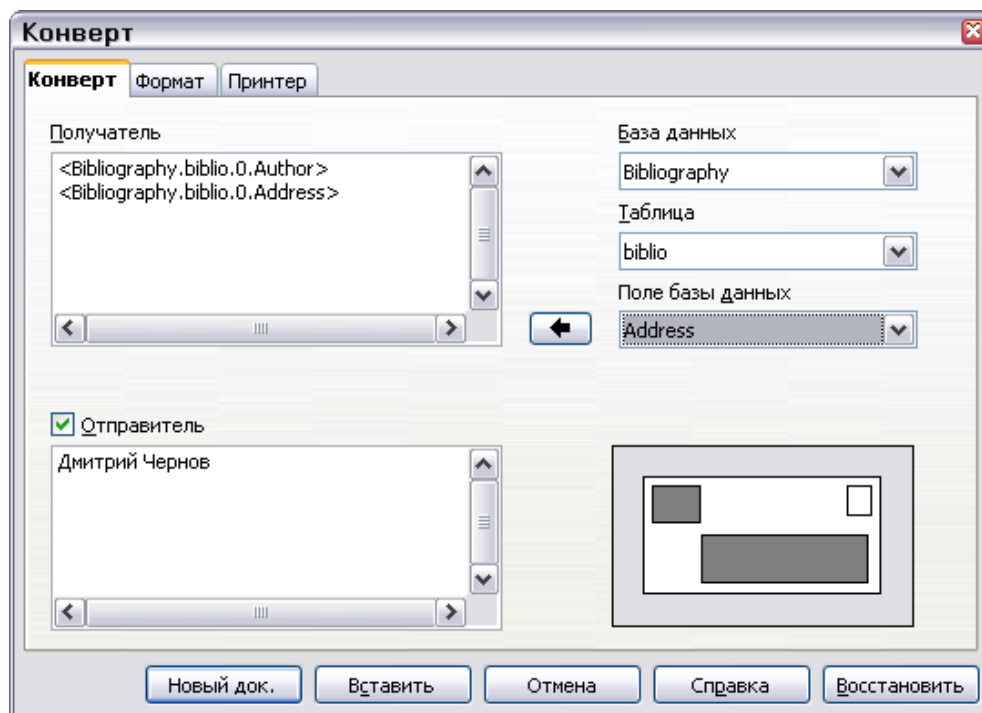 Конверт
Конверт Формат Принтер
Получатель
<Bibliography.biblio.0.Author>
<Bibliography.biblio.0.Address>
База данных
Bibliography
Таблица
biblio
Поле базы данных
Address
Отправитель
Дмитрий Чернов
Новый док. Вставить Отмена Справка Восстановить